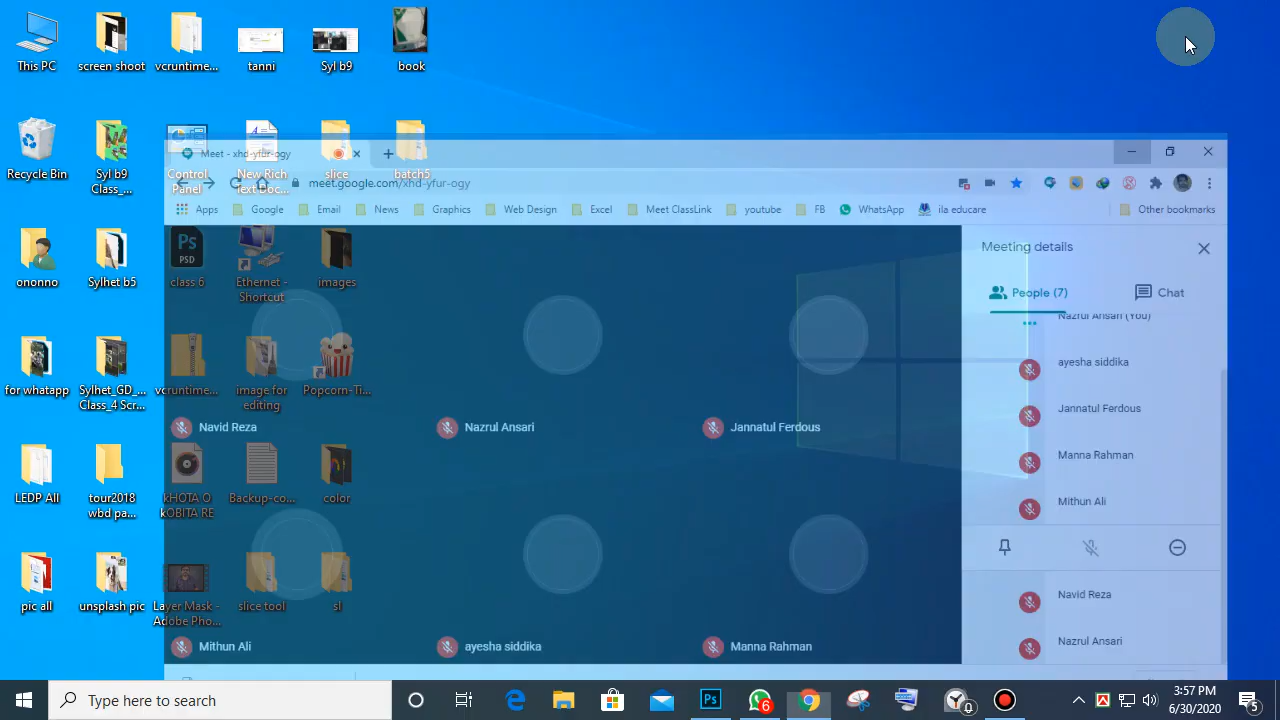 This PC
screen shoot
vcruntime...
tanni
Syl b9
book
Recycle Bin
Syl b9
Class_...
Control
Panel
New Rich
Text Doc...
slice
batch5
Meet - xhd-yfur-ogy
meet.google.com/xhd-yfur-ogy
Apps
Google
Email
News
Graphics
Web Design
Excel
Meet ClassLink
youtube
FB
WhatsApp
ila educare
Other bookmarks
ononno
Sylhet b5
Ps
PSD
class 6
Ethernet -
Shortcut
images
Meeting details
People (7)
Chat
Nazrul Ansari (You)
ayesha siddika
Jannatul Ferdous
Manna Rahman
Mithun Ali
Navid Reza
Nazrul Ansari
for whatapp
Sylhet_GD_...
Class_4 Scr...
vcruntime...
image for
editing
Popcorn-Ti...
Navid Reza
Nazrul Ansari
Jannatul Ferdous
LEDP All
tour2018
wbd pa...
kHOTA O
kOBITA RE
Backup-co...
color
pic all
unsplash pic
Layer Mask -
Adobe Pho...
slice tool
sl
Mithun Ali
ayesha siddika
Manna Rahman
Type here to search
Ps
6
0
3:57 PM
6/30/2020
5